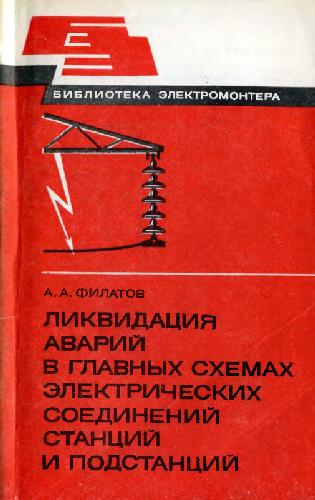 БИБЛИОТЕКА ЭЛЕКТРОМОНТЕРА
А. А. ФИЛАТОВ
ЛИКВИДАЦИЯ
АВАРИЙ
В ГЛАВНЫХ СХЕМАХ
ЭЛЕКТРИЧЕСКИХ
СОЕДИНЕНИЙ
СТАНЦИЙ
И ПОДСТАНЦИЙ